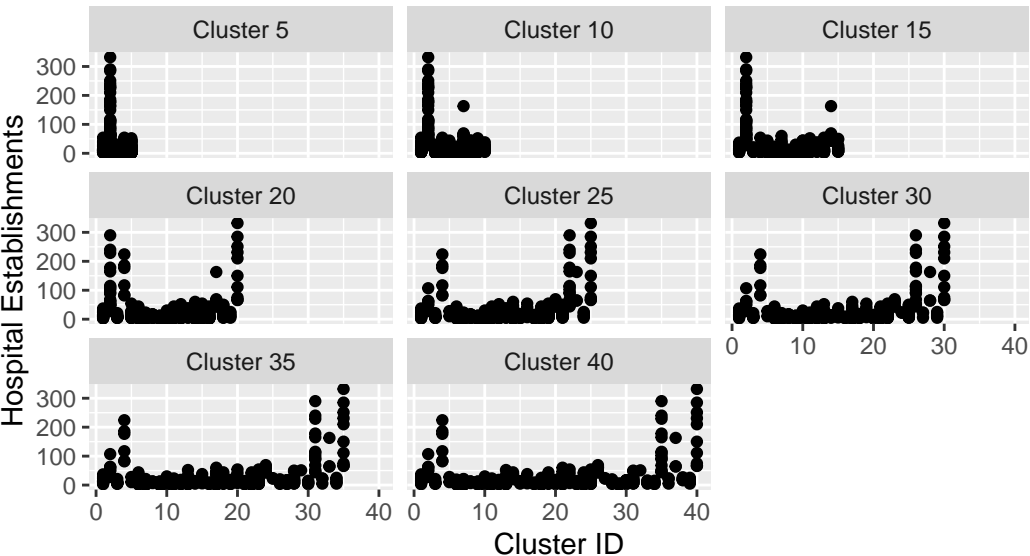 Cluster 5
Cluster 10
Cluster 15
300
200
100
0
Cluster 20
Cluster 25
Cluster 30
300
200
100
0
0 10 20 30 40
Cluster 35
Cluster 40
300
200
100
0
0 10 20 30 40
0 10 20 30 40
Cluster ID
Hospital Establishments